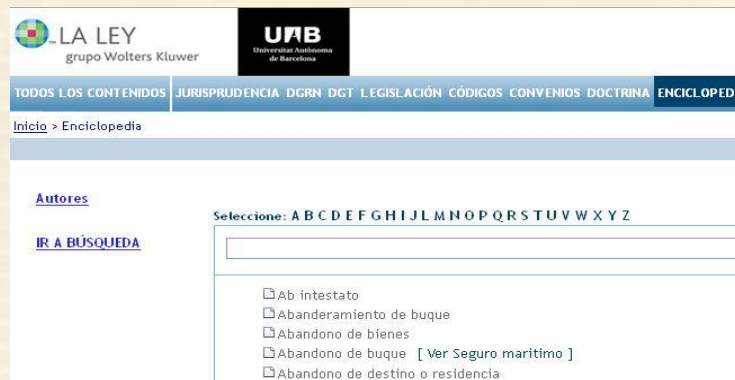 LA LEY
grupo Wolters Kluwer
UAB
Universitat Autònoma
de Barcelona
TODOS LOS CONTENIDOS JURISPRUDENCIA DGRN DGT LEGISLACIÓN CÓDIGOS CONVENIOS DOCTRINA ENCICLOPED
Inicio > Enciclopedia
Autores
Seleccione: A B C D E F G H I J L M N O P Q R S T U V W X Y Z
IR A BÚSQUEDA
Ab intestato
Abanderamiento de buque
Abandono de bienes
Abandono de buque [ Ver Seguro maritimo ]
Abandono de destino o residencia